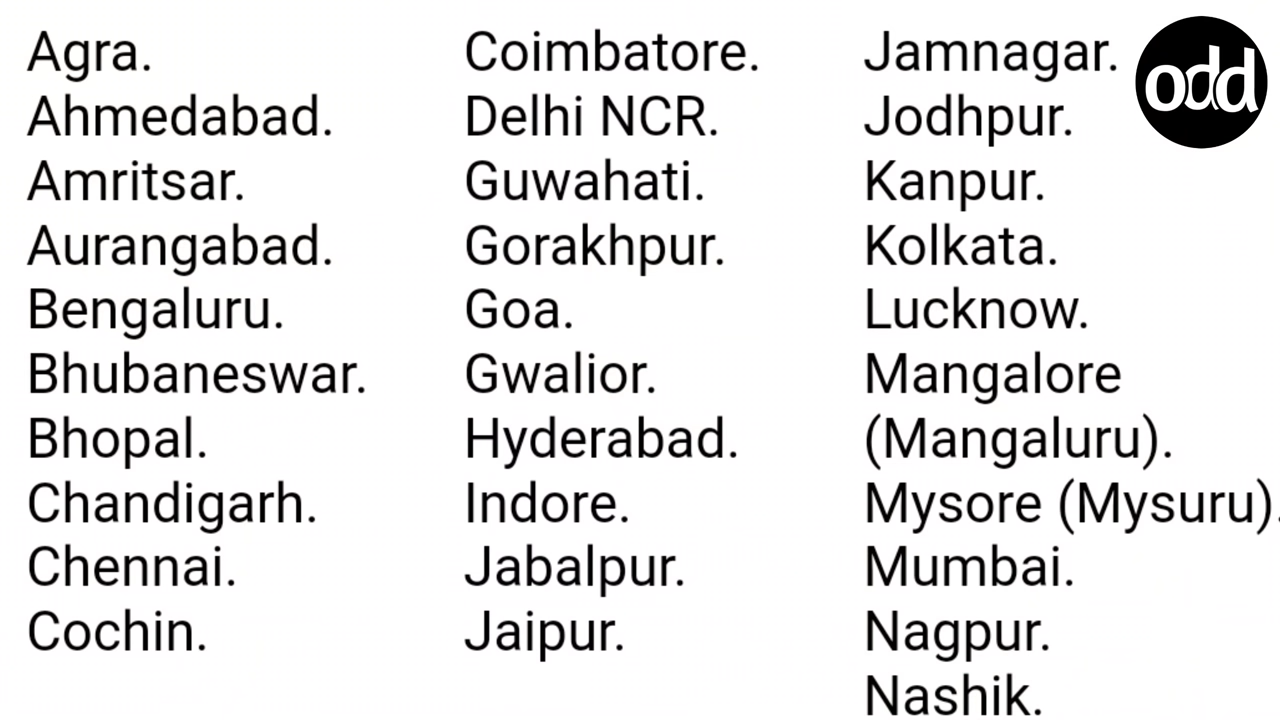 Agra.
Ahmedabad.
Amritsar.
Aurangabad.
Bengaluru.
Bhubaneswar.
Bhopal.
Chandigarh.
Chennai.
Cochin.
Coimbatore.
Delhi NCR.
Guwahati.
Gorakhpur.
Goa.
Gwalior.
Hyderabad.
Indore.
Jabalpur.
Jaipur.
Jamnagar.
Jodhpur.
Kanpur.
Kolkata.
Lucknow.
Mangalore
(Mangaluru).
Mysore (Mysuru).
Mumbai.
Nagpur.
Nashik.
odd